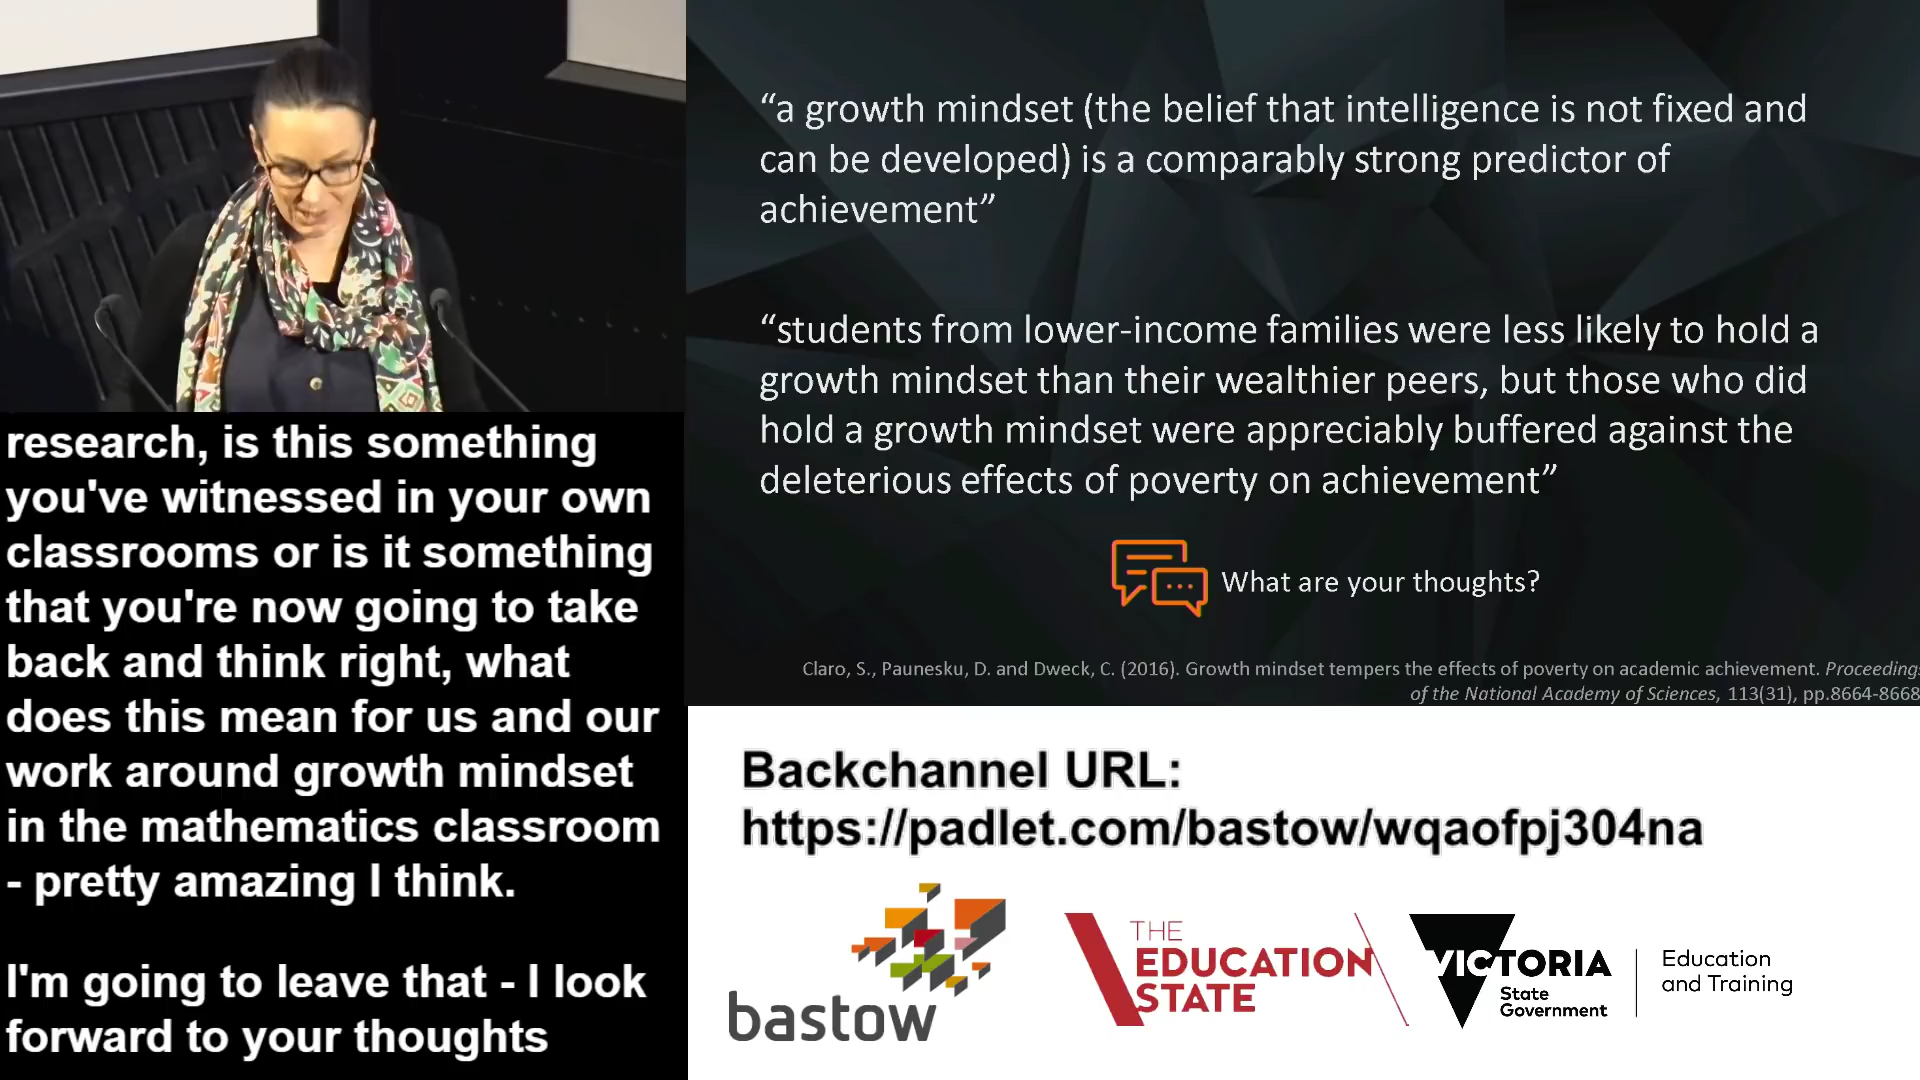 “a growth mindset (the belief that intelligence is not fixed and
can be developed) is a comparably strong predictor of
achievement”
“students from lower-income families were less likely to hold a
growth mindset than their wealthier peers, but those who did
hold a growth mindset were appreciably buffered against the
deleterious effects of poverty on achievement”
What are your thoughts?
Claro, S., Paunesku, D. and Dweck, C. (2016). Growth mindset tempers the effects of poverty on academic achievement. Proceedings
of the National Academy of Sciences, 113(31), pp.8664-8668
research, is this something
you've witnessed in your own
classrooms or is it something
that you're now going to take
back and think right, what
does this mean for us and our
work around growth mindset
in the mathematics classroom
- pretty amazing I think.
I'm going to leave that - I look
forward to your thoughts
Backchannel URL:
https://padlet.com/bastow/wqaofpj304na
bastow
THE
EDUCATION
STATE
VICTORIA
State
Government
Education
and Training